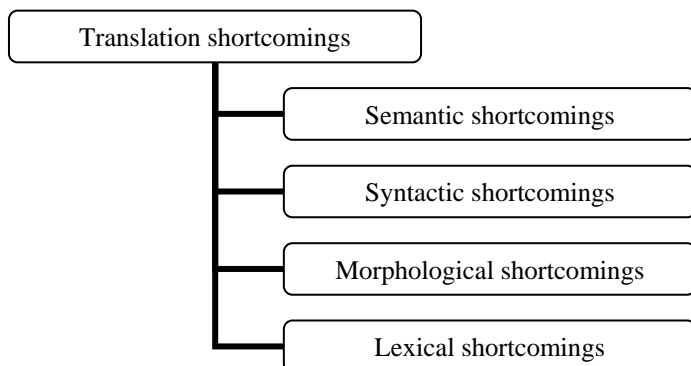 Translation shortcomings
Semantic shortcomings
Syntactic shortcomings
Morphological shortcomings
Lexical shortcomings